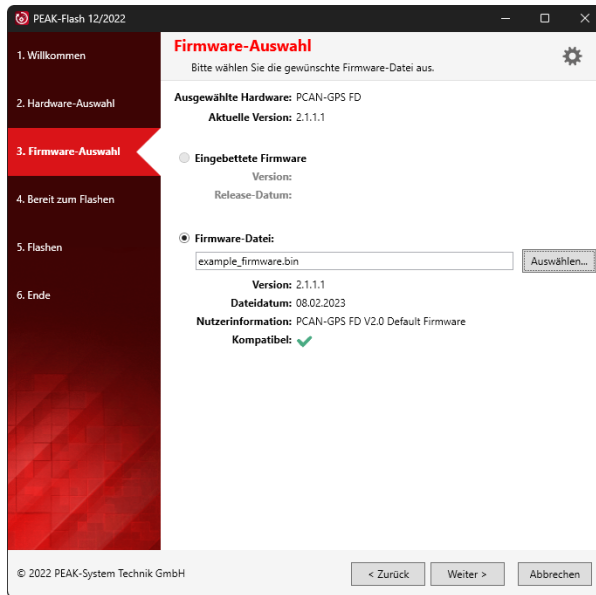 PEAK-Flash 12/2022
1. Willkommen
2. Hardware-Auswahl
3. Firmware-Auswahl
4. Bereit zum Flashen
5. Flashen
6. Ende
Firmware-Auswahl
Bitte wählen Sie die gewünschte Firmware-Datei aus.
Ausgewählte Hardware: PCAN-GPS FD
Aktuelle Version: 2.1.1.1
Eingebettete Firmware
Version:
Release-Datum:
Firmware-Datei:
example_firmware.bin Auswählen...
Version: 2.1.1.1
Dateidatum: 08.02.2023
Nutzerinformation: PCAN-GPS FD V2.0 Default Firmware
Kompatibel:
© 2022 PEAK-System Technik GmbH < Zurück Weiter > Abbrechen